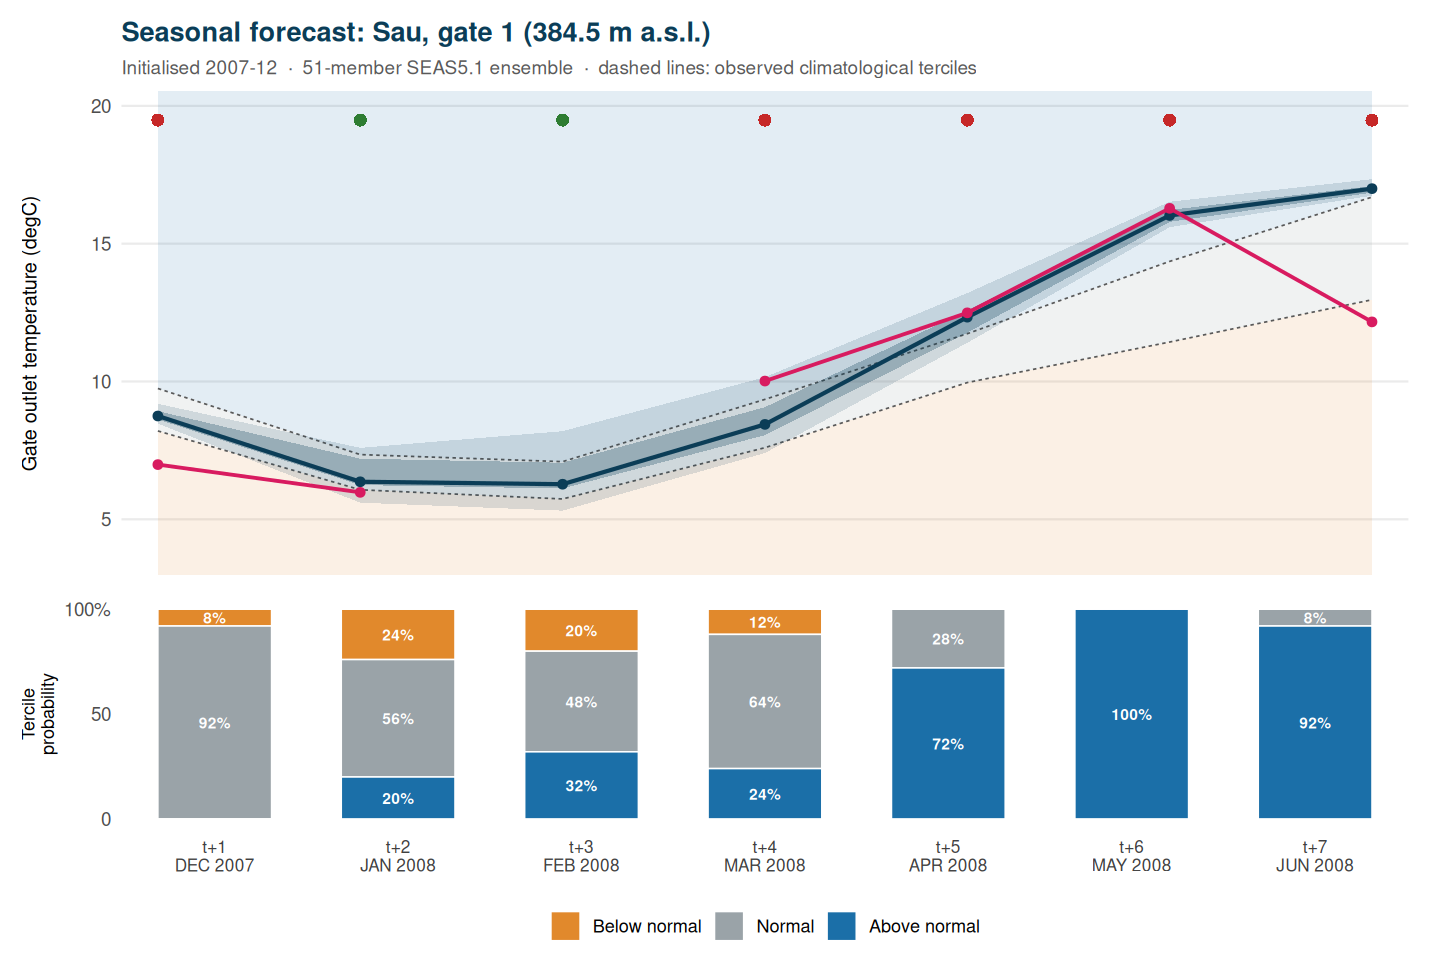 Seasonal forecast: Sau, gate 1 (384.5 m a.s.l.)
Initialised 2007-12 · 51-member SEAS5.1 ensemble · dashed lines: observed climatological terciles
Gate outlet temperature (degC)
20
15
10
5
Tercile
probability
100%
50
0
8%
92%
24%
56%
20%
20%
48%
32%
12%
64%
24%
28%
72%
100%
8%
92%
t+1
DEC 2007
t+2
JAN 2008
t+3
FEB 2008
t+4
MAR 2008
t+5
APR 2008
t+6
MAY 2008
t+7
JUN 2008
Below normal
Normal
Above normal